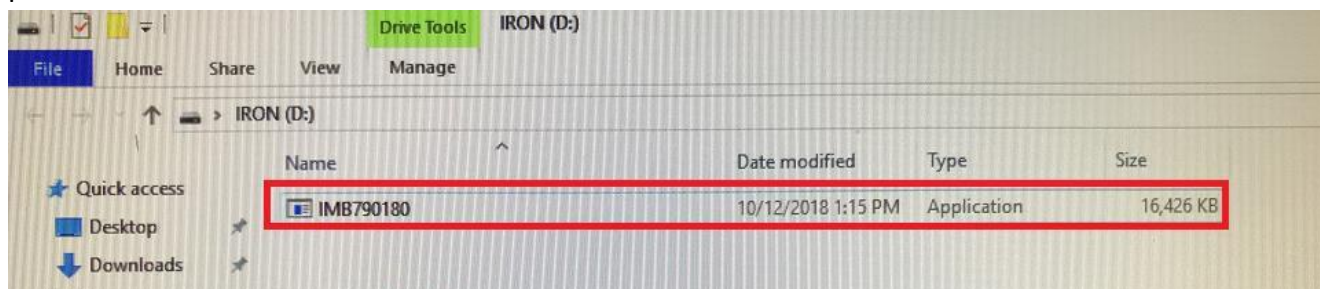 Drive Tools IRON (D:)
File Home Share View Manage
IRON (D:)
Name Date modified Type Size
Quick access
IMB790180 10/12/2018 1:15 PM Application 16,426 KB
Desktop
Downloads